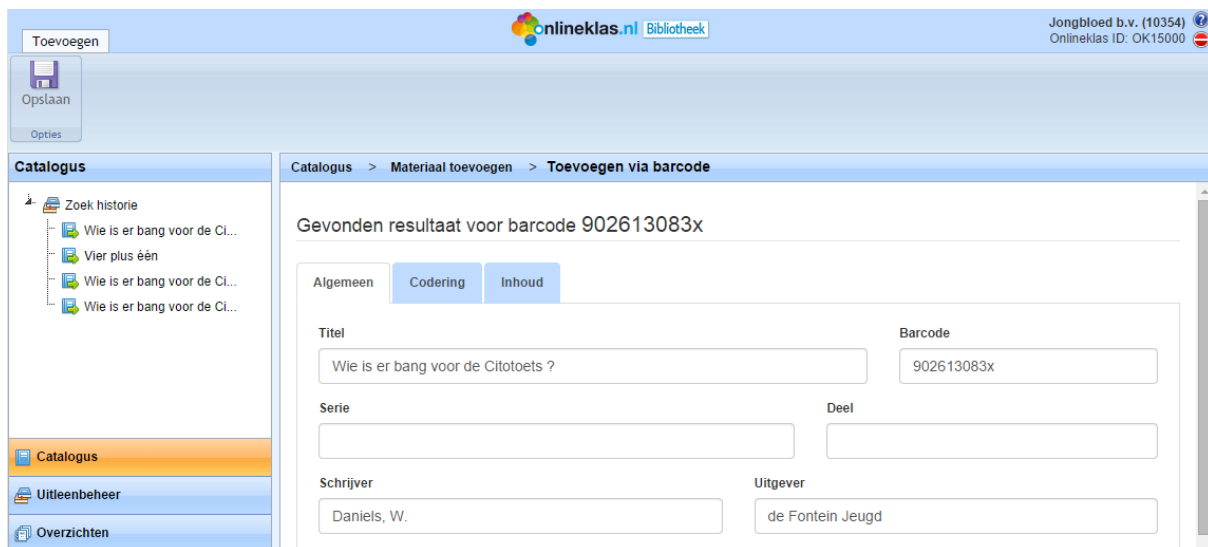 Toevoegen
onlineklas.nl Bibliotheek
Jongbloed b.v. (10354)
Onlineklas ID: OK15000
Opslaan
Opties
Catalogus
Zoek historie
Wie is er bang voor de Ci...
Vier plus één
Wie is er bang voor de Ci...
Wie is er bang voor de Ci...
Catalogus
Uitleenbeheer
Overzichten
Catalogus > Materiaal toevoegen > Toevoegen via barcode
Gevonden resultaat voor barcode 902613083x
Algemeen Codering Inhoud
Titel Barcode
Wie is er bang voor de Citotoets ? 902613083x
Serie Deel
Schrijver Uitgever
Daniels, W. de Fontein Jeugd